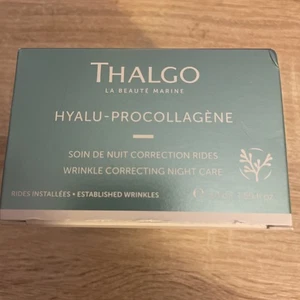 THALGO
LA BEAUTÉ MARINE
HYALU-PROCOLLAGÈNE
SOIN DE NUIT CORRECTION RIDES
WRINKLE CORRECTING NIGHT CARE
RIDES INSTALLÉES • ESTABLISHED WRINKLES